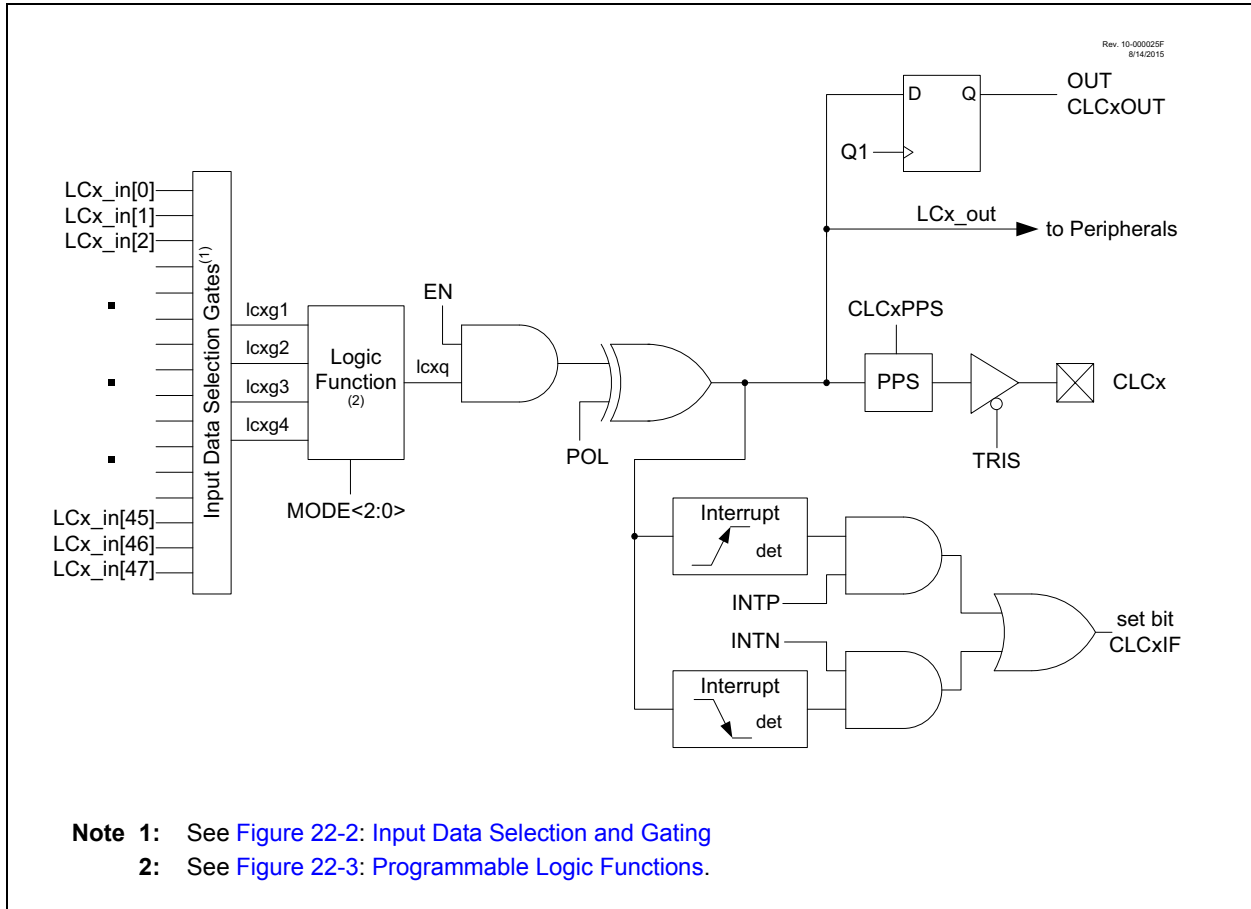 Rev. 10-000025F
8/14/2015
OUT
CLCxOUT
D Q
Q1
LCx_out
to Peripherals
LCx_in[0]
LCx_in[1]
LCx_in[2]
LCx_in[45]
LCx_in[46]
LCx_in[47]
Input Data Selection Gates(1)
lcxg1
lcxg2
lcxg3
lcxg4
Logic
Function
(2)
MODE<2:0>
lcxq
EN
POL
CLCxPPS
PPS
TRIS
CLCx
Interrupt
det
INTP
INTN
Interrupt
det
set bit
CLCxIF
Note 1: See Figure 22-2: Input Data Selection and Gating
2: See Figure 22-3: Programmable Logic Functions.